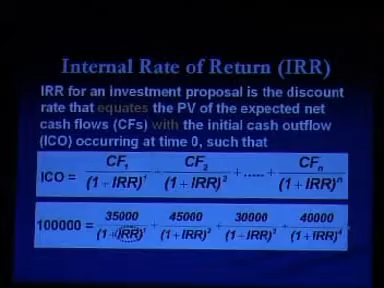 Internal Rate of Return (IRR)
IRR for an investment proposal is the discount
rate that equates the PV of the expected net
cash flows (CFs) with the initial cash outflow
(ICO) occurring at time 0, such that
ICO = CF₁ / (1 + IRR)¹ + CF₂ / (1 + IRR)² + ..... + CFₙ / (1 + IRR)ⁿ
100000 = 35000 / (1 + IRR)¹ + 45000 / (1 + IRR)² + 30000 / (1 + IRR)³ + 40000 / (1 + IRR)⁴